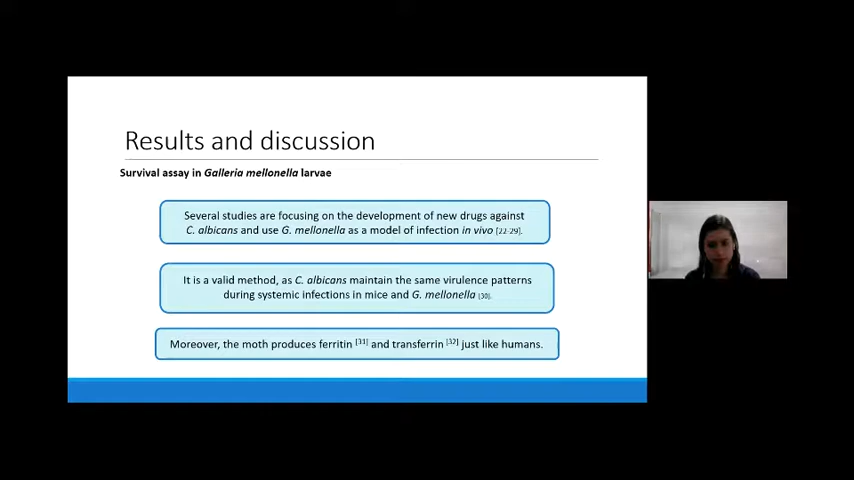 Results and discussion
Survival assay in Galleria mellonella larvae
Several studies are focusing on the development of new drugs against
C. albicans and use G. mellonella as a model of infection in vivo [22-29].
It is a valid method, as C. albicans maintain the same virulence patterns
during systemic infections in mice and G. mellonella [30].
Moreover, the moth produces ferritin [31] and transferrin [32] just like humans.